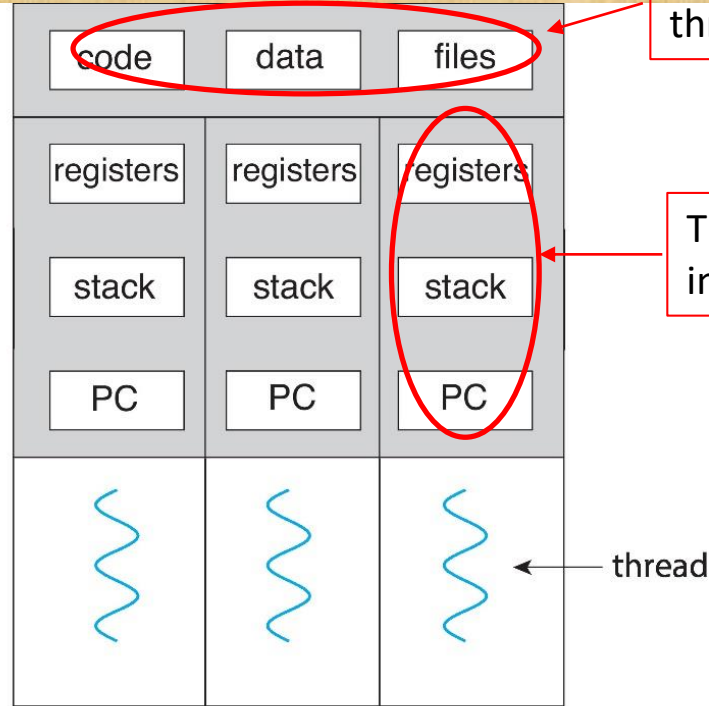 code data files
registers registers registers
stack stack stack
PC PC PC
thread